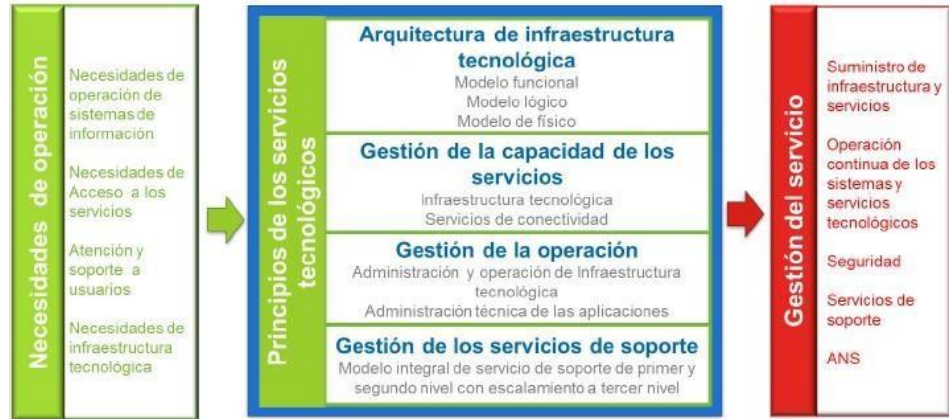 Necesidades de operación
Necesidades de
operación de
sistemas de
información
Necesidades de
Acceso a los
servicios
Atención y
soporte a
usuarios
Necesidades de
infraestructura
tecnológica
Principios de los servicios
tecnológicos
Arquitectura de infraestructura
tecnológica
Modelo funcional
Modelo lógico
Modelo de físico
Gestión de la capacidad de los
servicios
Infraestructura tecnológica
Servicios de conectividad
Gestión de la operación
Administración y operación de Infraestructura
tecnológica
Administración técnica de las aplicaciones
Gestión de los servicios de soporte
Modelo integral de servicio de soporte de primer y
segundo nivel con escalamiento a tercer nivel
Gestión del servicio
Suministro de
infraestructura y
servicios
Operación
continua de los
sistemas y
servicios
tecnológicos
Seguridad
Servicios de
soporte
ANS